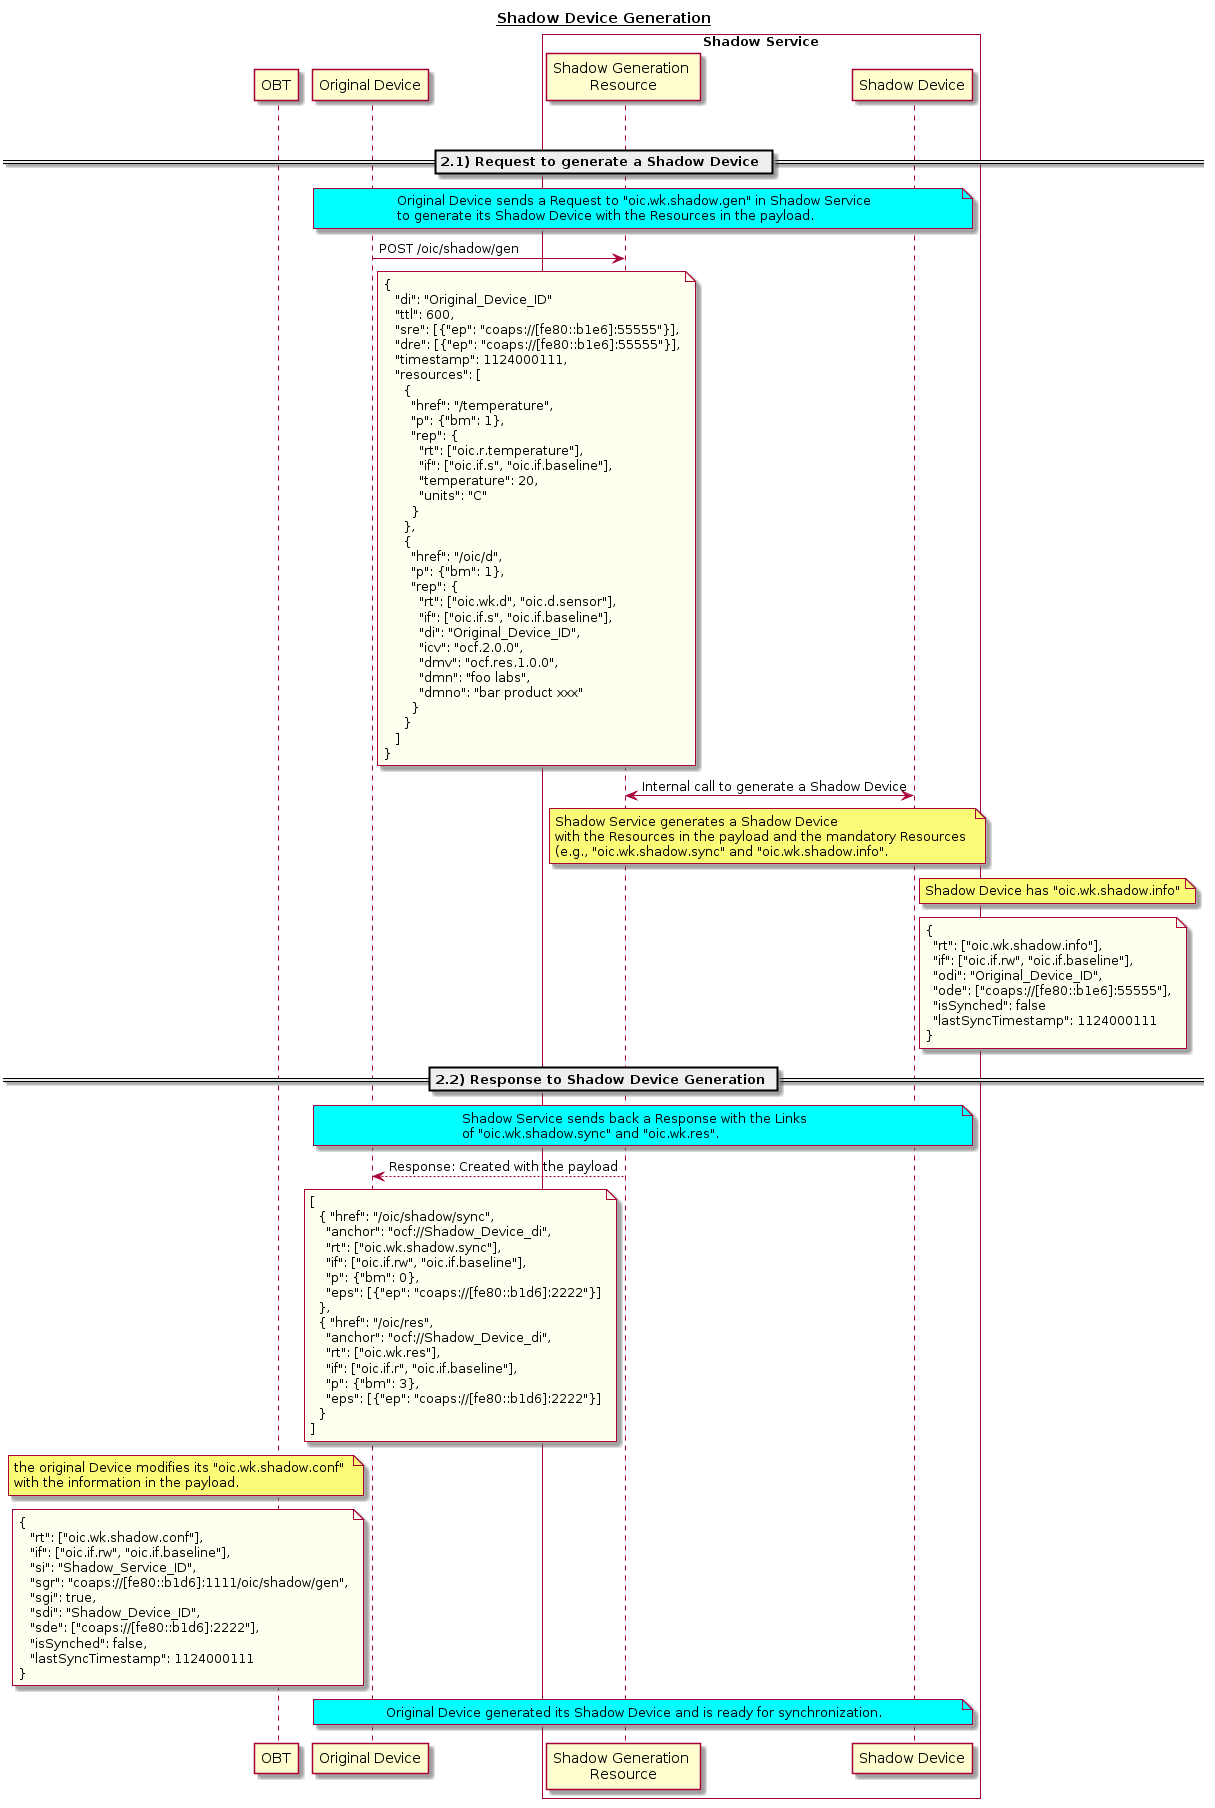 Shadow Device Generation
Shadow Service
OBT
Original Device
Shadow Generation
Resource
Shadow Device
2.1) Request to generate a Shadow Device
Original Device sends a Request to "oic.wk.shadow.gen" in Shadow Service
to generate its Shadow Device with the Resources in the payload.
POST /oic/shadow/gen
{
"di": "Original_Device_ID"
"ttl": 600,
"sre": [{"ep": "coaps://[fe80::b1e6]:55555"}],
"dre": [{"ep": "coaps://[fe80::b1e6]:55555"}],
"timestamp": 1124000111,
"resources": [
{
"href": "/temperature",
"p": {"bm": 1},
"rep": {
"rt": ["oic.r.temperature"],
"if": ["oic.if.s", "oic.if.baseline"],
"temperature": 20,
"units": "C"
}
},
{
"href": "/oic/d",
"p": {"bm": 1},
"rep": {
"rt": ["oic.wk.d", "oic.d.sensor"],
"if": ["oic.if.s", "oic.if.baseline"],
"di": "Original_Device_ID",
"icv": "ocf.2.0.0",
"dmv": "ocf.res.1.0.0",
"dmn": "foo labs",
"dmno": "bar product xxx"
}
}
]
}
Internal call to generate a Shadow Device
Shadow Service generates a Shadow Device
with the Resources in the payload and the mandatory Resources
(e.g., "oic.wk.shadow.sync" and "oic.wk.shadow.info".
Shadow Device has "oic.wk.shadow.info"
{
"rt": ["oic.wk.shadow.info"],
"if": ["oic.if.rw", "oic.if.baseline"],
"odi": "Original_Device_ID",
"ode": ["coaps://[fe80::b1e6]:55555"],
"isSynched": false
"lastSyncTimestamp": 1124000111
}
2.2) Response to Shadow Device Generation
Shadow Service sends back a Response with the Links
of "oic.wk.shadow.sync" and "oic.wk.res".
Response: Created with the payload
[
{ "href": "/oic/shadow/sync",
"anchor": "ocf://Shadow_Device_di",
"rt": ["oic.wk.shadow.sync"],
"if": ["oic.if.rw", "oic.if.baseline"],
"p": {"bm": 0},
"eps": [{"ep": "coaps://[fe80::b1d6]:2222"}]
},
{ "href": "/oic/res",
"anchor": "ocf://Shadow_Device_di",
"rt": ["oic.wk.res"],
"if": ["oic.if.r", "oic.if.baseline"],
"p": {"bm": 3},
"eps": [{"ep": "coaps://[fe80::b1d6]:2222"}]
}
]
the original Device modifies its "oic.wk.shadow.conf"
with the information in the payload.
{
"rt": ["oic.wk.shadow.conf"],
"if": ["oic.if.rw", "oic.if.baseline"],
"si": "Shadow_Service_ID",
"sgr": "coaps://[fe80::b1d6]:1111/oic/shadow/gen",
"sgi": true,
"sdi": "Shadow_Device_ID",
"sde": ["coaps://[fe80::b1d6]:2222"],
"isSynched": false,
"lastSyncTimestamp": 1124000111
}
Original Device generated its Shadow Device and is ready for synchronization.
OBT
Original Device
Shadow Generation
Resource
Shadow Device